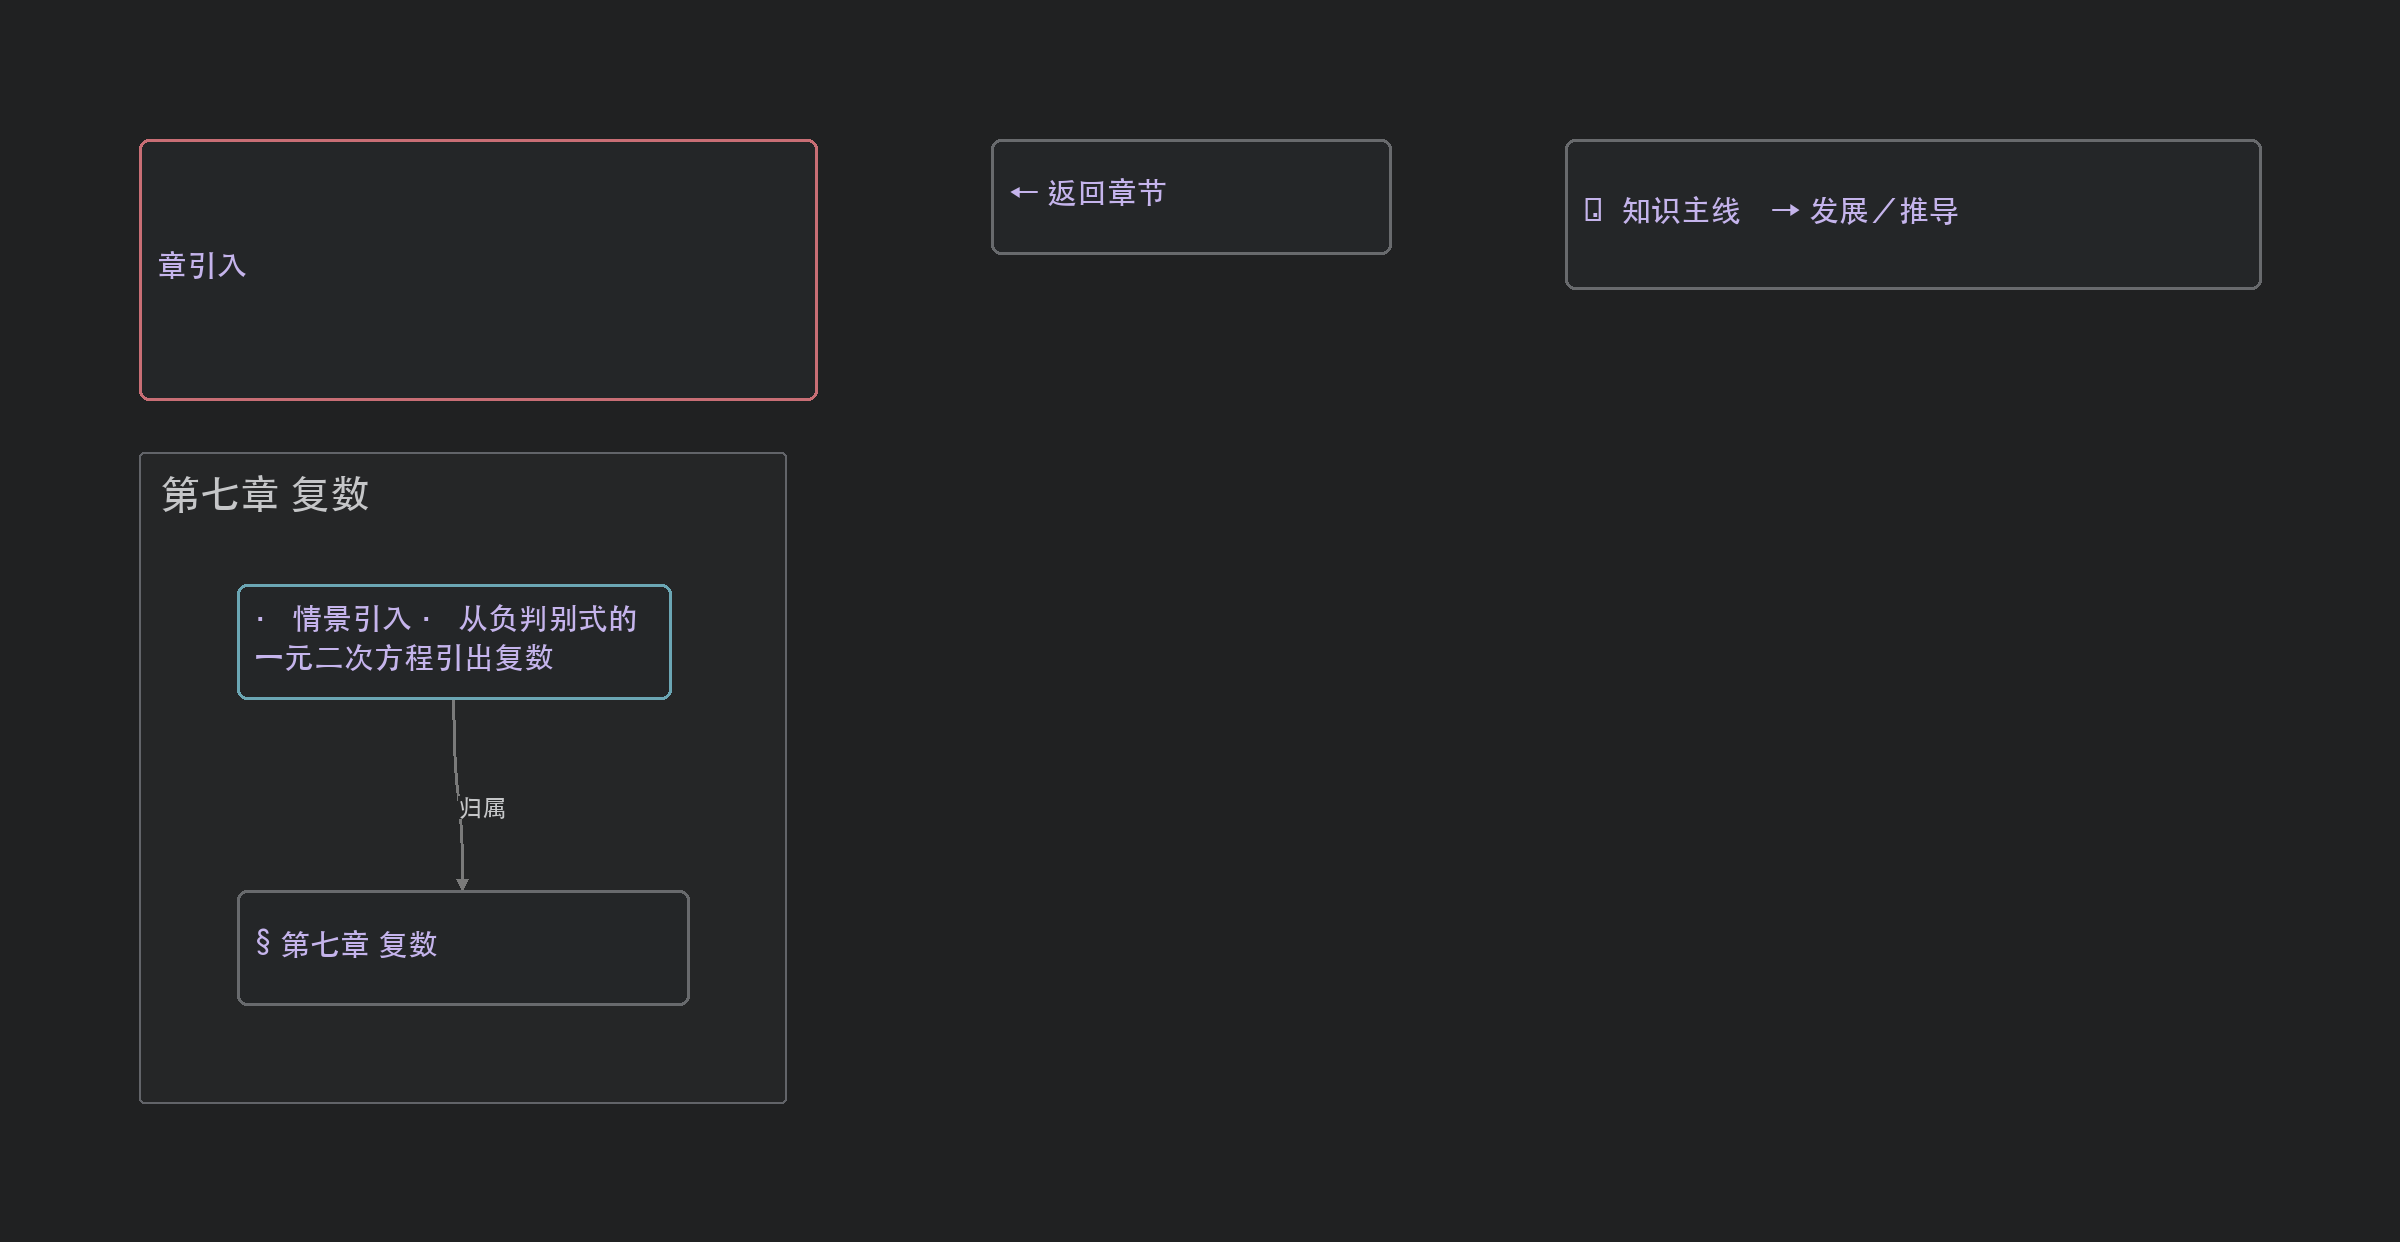 章引入
← 返回章节
知识主线 → 发展／推导
第七章 复数
· 情景引入 · 从负判别式的
一元二次方程引出复数
归属
§ 第七章 复数